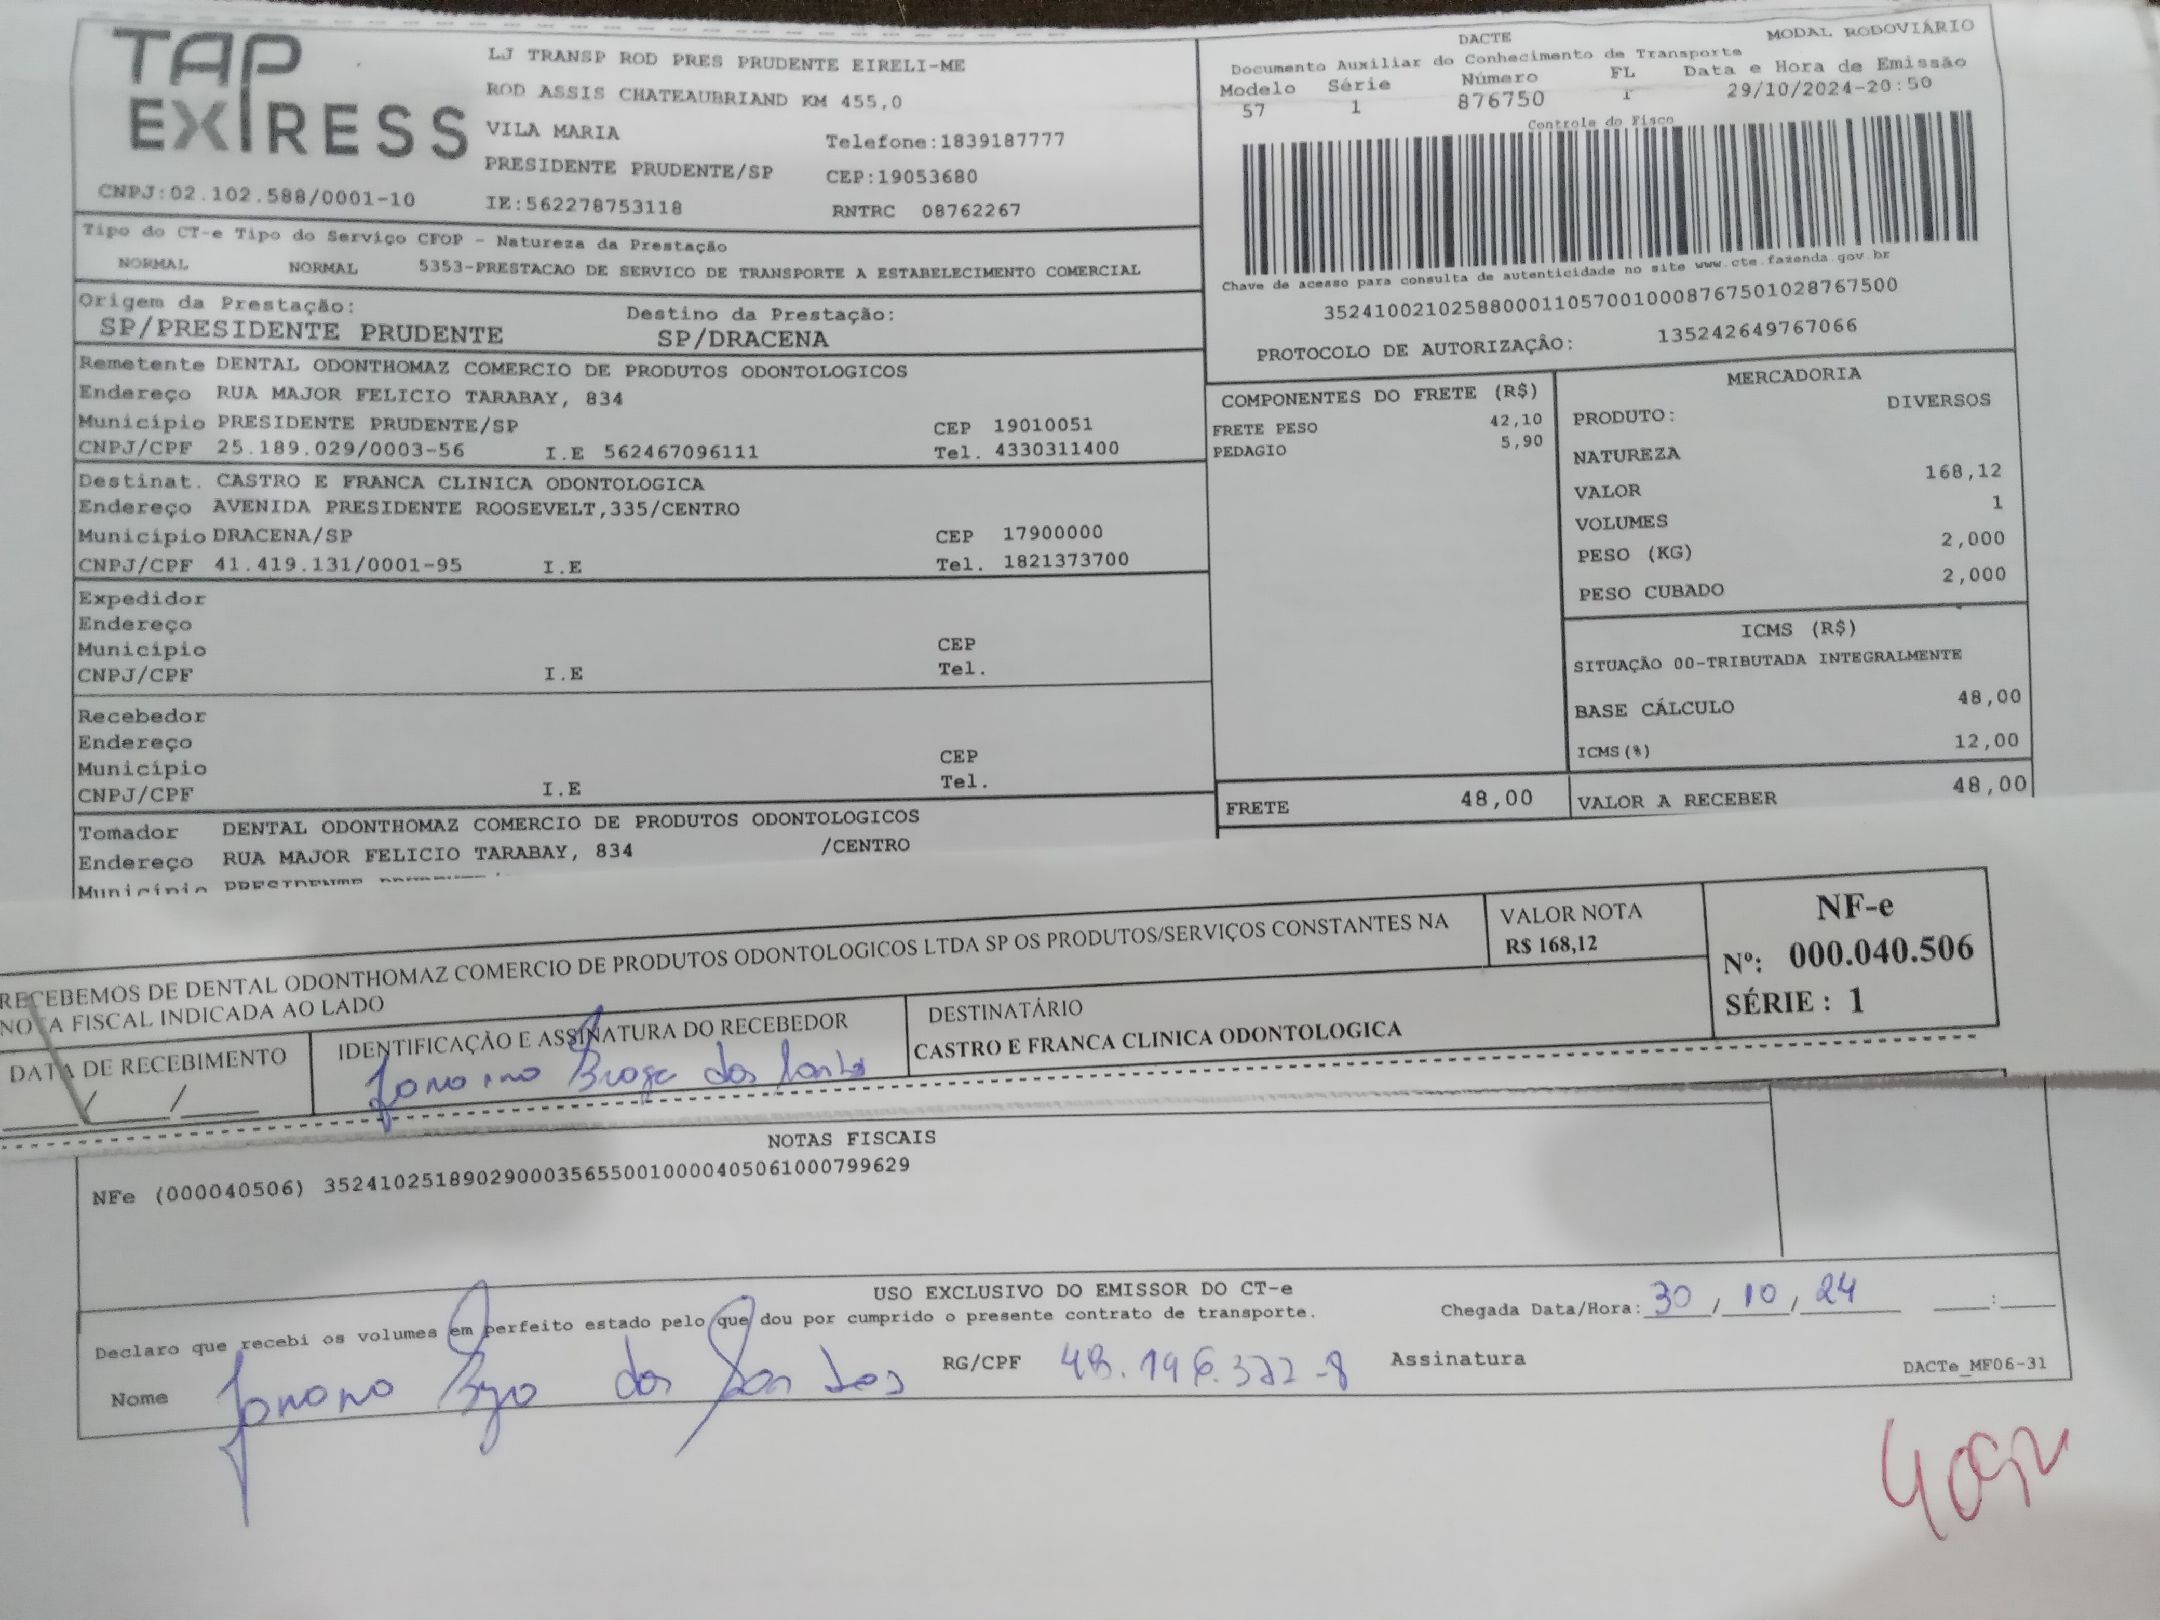 TAP EXPRESS
CNPJ:02.102.588/0001-10
LJ TRANSP ROD PRES PRUDENTE EIRELI-ME
ROD ASSIS CHATEAUBRIAND KM 455,0
VILA MARIA Telefone:1839187777
PRESIDENTE PRUDENTE/SP CEP:19053680
IE:562278753118 RNTRC 08762267
DACTE MODAL RODOVIÁRIO
Documento Auxiliar do Conhecimento de Transporte
Modelo Série Número FL Data e Hora de Emissão
57 1 876750 1 29/10/2024-20:50
Controle do Fisco
Chave de acesso para consulta de autenticidade no site www.cte.fazenda.gov.br
35241002102588000110570010008767501028767500
PROTOCOLO DE AUTORIZAÇÃO: 135242649767066
Tipo do CT-e Tipo do Serviço CFOP - Natureza da Prestação
NORMAL NORMAL 5353-PRESTACAO DE SERVICO DE TRANSPORTE A ESTABELECIMENTO COMERCIAL
Origem da Prestação: Destino da Prestação:
SP/PRESIDENTE PRUDENTE SP/DRACENA
Remetente DENTAL ODONTHOMAZ COMERCIO DE PRODUTOS ODONTOLOGICOS
Endereço RUA MAJOR FELICIO TARABAY, 834
Município PRESIDENTE PRUDENTE/SP CEP 19010051
CNPJ/CPF 25.189.029/0003-56 I.E 562467096111 Tel. 4330311400
Destinat. CASTRO E FRANCA CLINICA ODONTOLOGICA
Endereço AVENIDA PRESIDENTE ROOSEVELT,335/CENTRO
Município DRACENA/SP CEP 17900000
CNPJ/CPF 41.419.131/0001-95 I.E Tel. 1821373700
Expedidor
Endereço
Município CEP
CNPJ/CPF I.E Tel.
Recebedor
Endereço
Município CEP
CNPJ/CPF I.E Tel.
Tomador DENTAL ODONTHOMAZ COMERCIO DE PRODUTOS ODONTOLOGICOS
Endereço RUA MAJOR FELICIO TARABAY, 834 /CENTRO
Município PRESIDENTE
COMPONENTES DO FRETE (R$)
FRETE PESO 42,10
PEDAGIO 5,90
FRETE 48,00
MERCADORIA
PRODUTO: DIVERSOS
NATUREZA
VALOR 168,12
VOLUMES 1
PESO (KG) 2,000
PESO CUBADO 2,000
ICMS (R$)
SITUAÇÃO 00-TRIBUTADA INTEGRALMENTE
BASE CÁLCULO 48,00
ICMS(%) 12,00
VALOR A RECEBER 48,00
RECEBEMOS DE DENTAL ODONTHOMAZ COMERCIO DE PRODUTOS ODONTOLOGICOS LTDA SP OS PRODUTOS/SERVIÇOS CONSTANTES NA
NOTA FISCAL INDICADA AO LADO
VALOR NOTA
R$ 168,12
NF-e
Nº: 000.040.506
SÉRIE : 1
DATA DE RECEBIMENTO
IDENTIFICAÇÃO E ASSINATURA DO RECEBEDOR
dos Santos
DESTINATÁRIO
CASTRO E FRANCA CLINICA ODONTOLOGICA
NOTAS FISCAIS
NFe (000040506) 35241025189029000356550010000405061000799629
USO EXCLUSIVO DO EMISSOR DO CT-e
Declaro que recebi os volumes em perfeito estado pelo que dou por cumprido o presente contrato de transporte. Chegada Data/Hora: 30/10/24 :
Nome dos Santos RG/CPF 48.196.322-8 Assinatura
DACTe_MF06-31